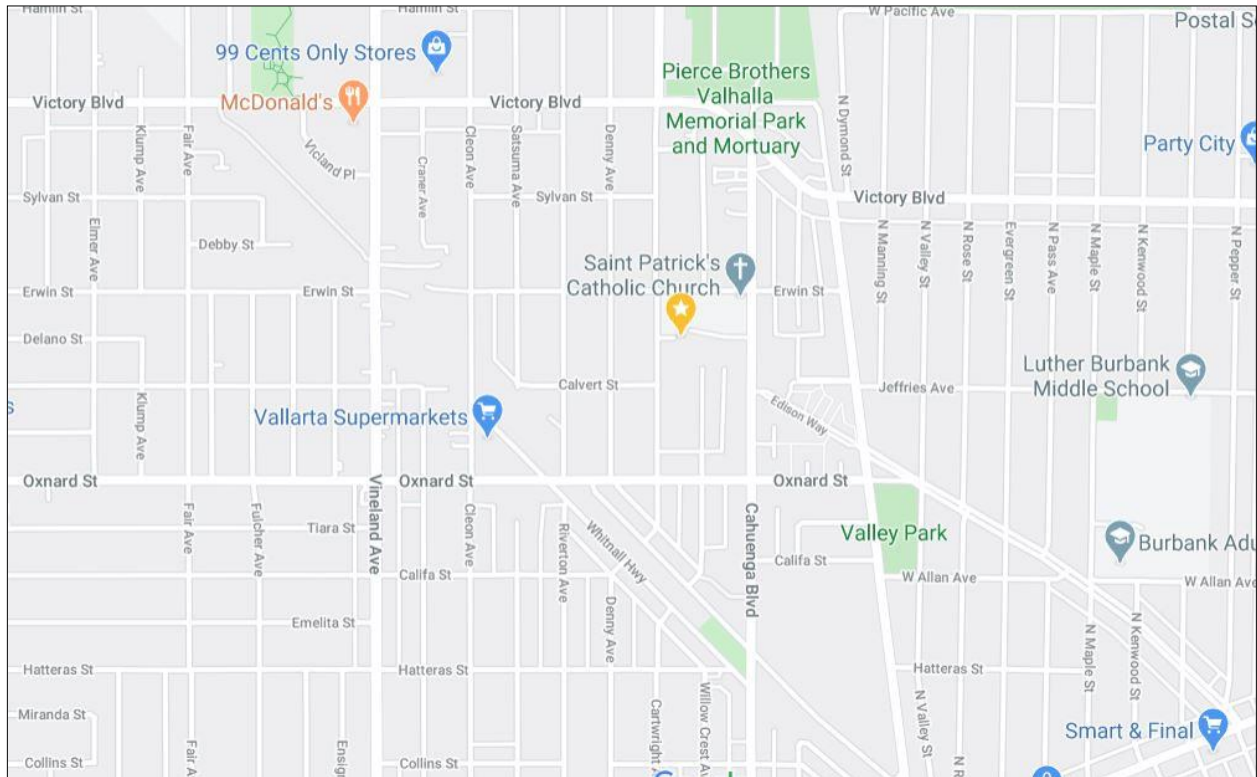 Hamlin St
Hamlin St
W Pacific Ave
Postal S
99 Cents Only Stores
Pierce Brothers
Valhalla
Memorial Park
and Mortuary
McDonald's
Victory Blvd
Victory Blvd
N Dymond St
Party City
Klump Ave
Fair Ave
Vicland Pl
Craner Ave
Cleon Ave
Satsuma Ave
Denny Ave
Sylvan St
Sylvan St
Victory Blvd
Elmer Ave
Debby St
N Manning St
N Valley St
N Rose St
Evergreen St
N Pass Ave
N Maple St
N Kenwood St
N Pepper St
Saint Patrick's
Catholic Church
Erwin St
Erwin St
Erwin St
Delano St
Luther Burbank
Middle School
Calvert St
Jeffries Ave
s
Klump Ave
Vallarta Supermarkets
Edison Way
Oxnard St
Vineland Ave
Oxnard St
Oxnard St
Fair Ave
Fulcher Ave
Tiara St
Cleon Ave
Riverton Ave
Whitnall Hwy
Cahuenga Blvd
Valley Park
Burbank Adu
Califa St
Califa St
W Allan Ave
W Allan Ave
Denny Ave
Emelita St
N Maple St
N Kenwood St
Hatteras St
Hatteras St
Hatteras St
Miranda St
Cartwright
Willow Crest Av
N Valley St
Smart & Final
Fair A
Ensign
Collins St
Collins St
N R